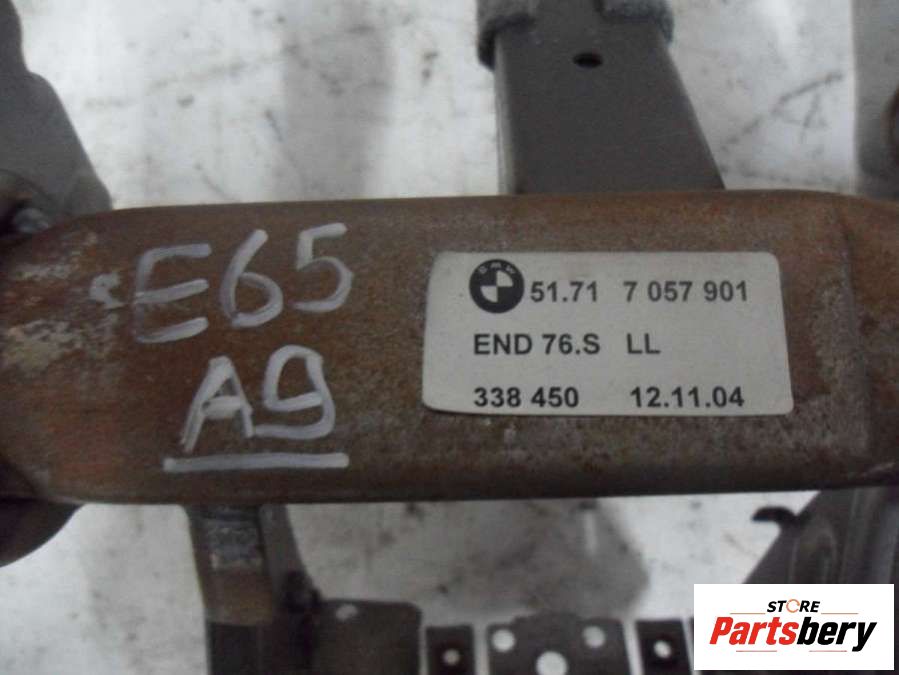 E65
A9
BMW 51.71 7 057 901
END 76.S LL
338 450 12.11.04
STORE
Partsbery